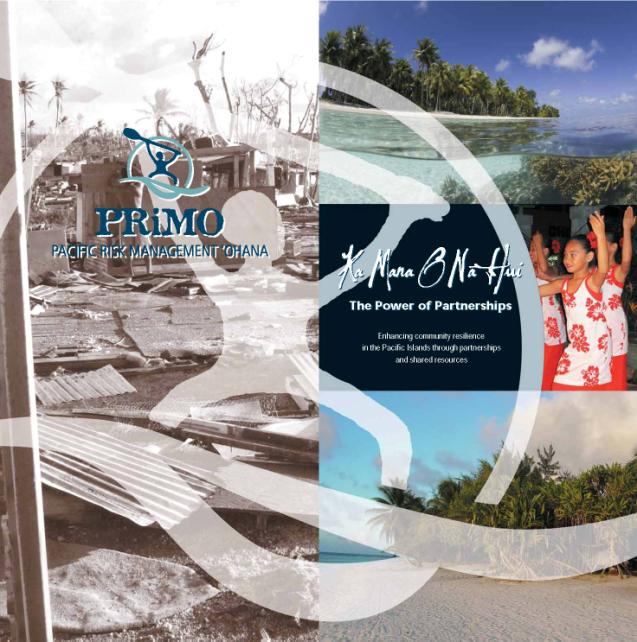 PRiMO
PACIFIC RISK MANAGEMENT ‘OHANA
Ka Mana O Nā Hui
The Power of Partnerships
Enhancing community resilience
in the Pacific Islands through partnerships
and shared resources